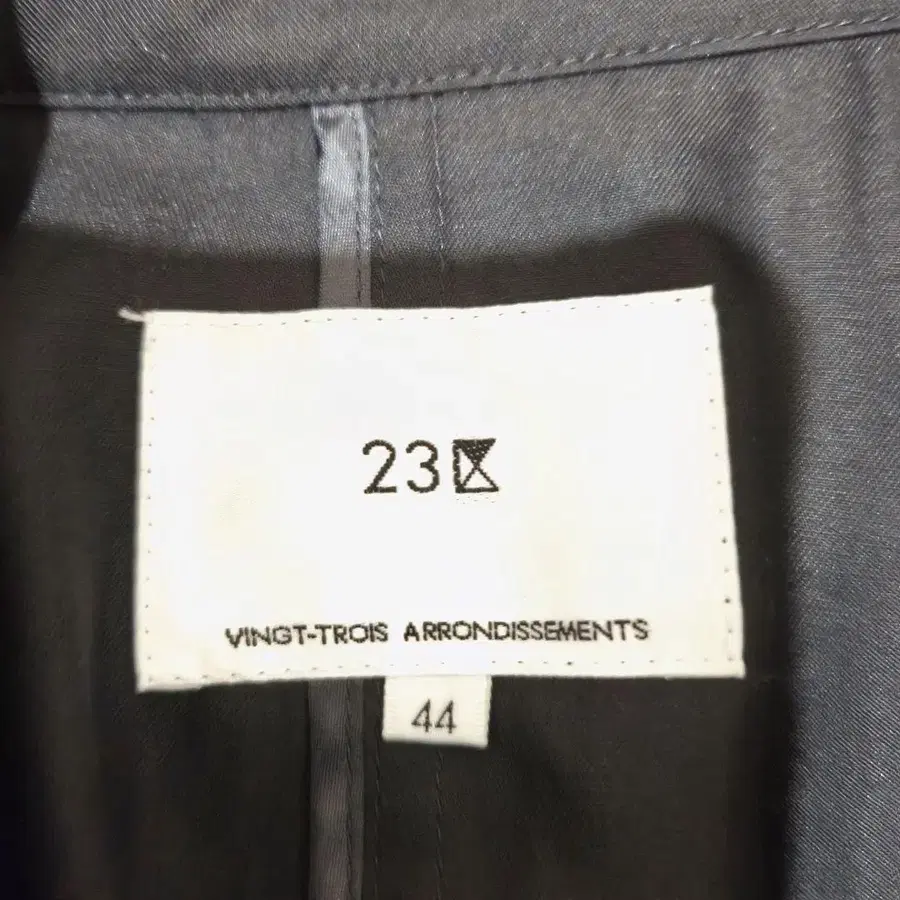 23区
VINGT-TROIS ARRONDISSEMENTS
44